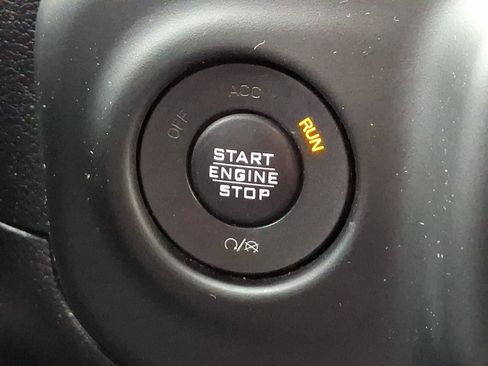 ACC
OFF
RUN
START
ENGINE
STOP